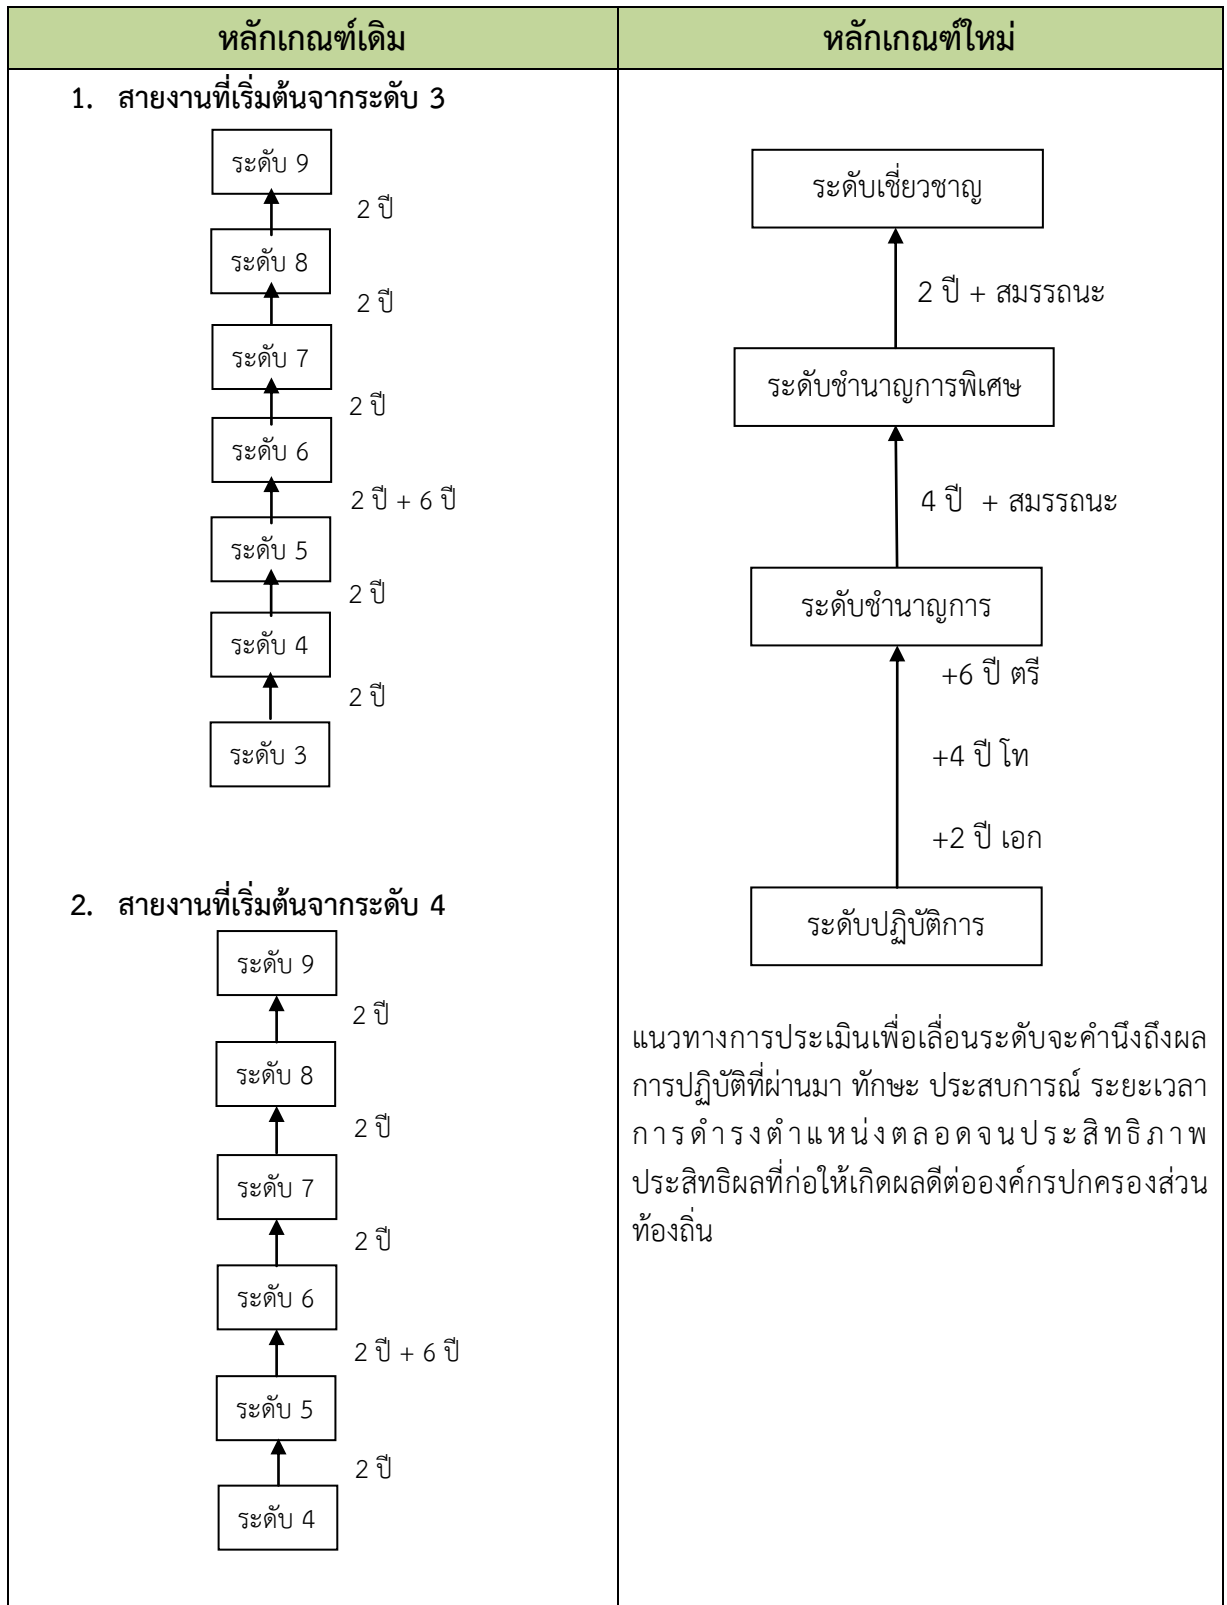 หลักเกณฑ์เดิม
หลักเกณฑ์ใหม่
1. สายงานที่เริ่มต้นจากระดับ 3
ระดับ 9
2 ปี
ระดับ 8
2 ปี
ระดับ 7
2 ปี
ระดับ 6
2 ปี + 6 ปี
ระดับ 5
2 ปี
ระดับ 4
2 ปี
ระดับ 3
2. สายงานที่เริ่มต้นจากระดับ 4
ระดับ 9
2 ปี
ระดับ 8
2 ปี
ระดับ 7
2 ปี
ระดับ 6
2 ปี + 6 ปี
ระดับ 5
2 ปี
ระดับ 4
ระดับเชี่ยวชาญ
2 ปี + สมรรถนะ
ระดับชำนาญการพิเศษ
4 ปี + สมรรถนะ
ระดับชำนาญการ
+6 ปี ตรี
+4 ปี โท
+2 ปี เอก
ระดับปฏิบัติการ
แนวทางการประเมินเพื่อเลื่อนระดับจะคำนึงถึงผล
การปฏิบัติที่ผ่านมา ทักษะ ประสบการณ์ ระยะเวลา
การดำรงตำแหน่งตลอดจนประสิทธิภาพ
ประสิทธิผลที่ก่อให้เกิดผลดีต่อองค์กรปกครองส่วน
ท้องถิ่น